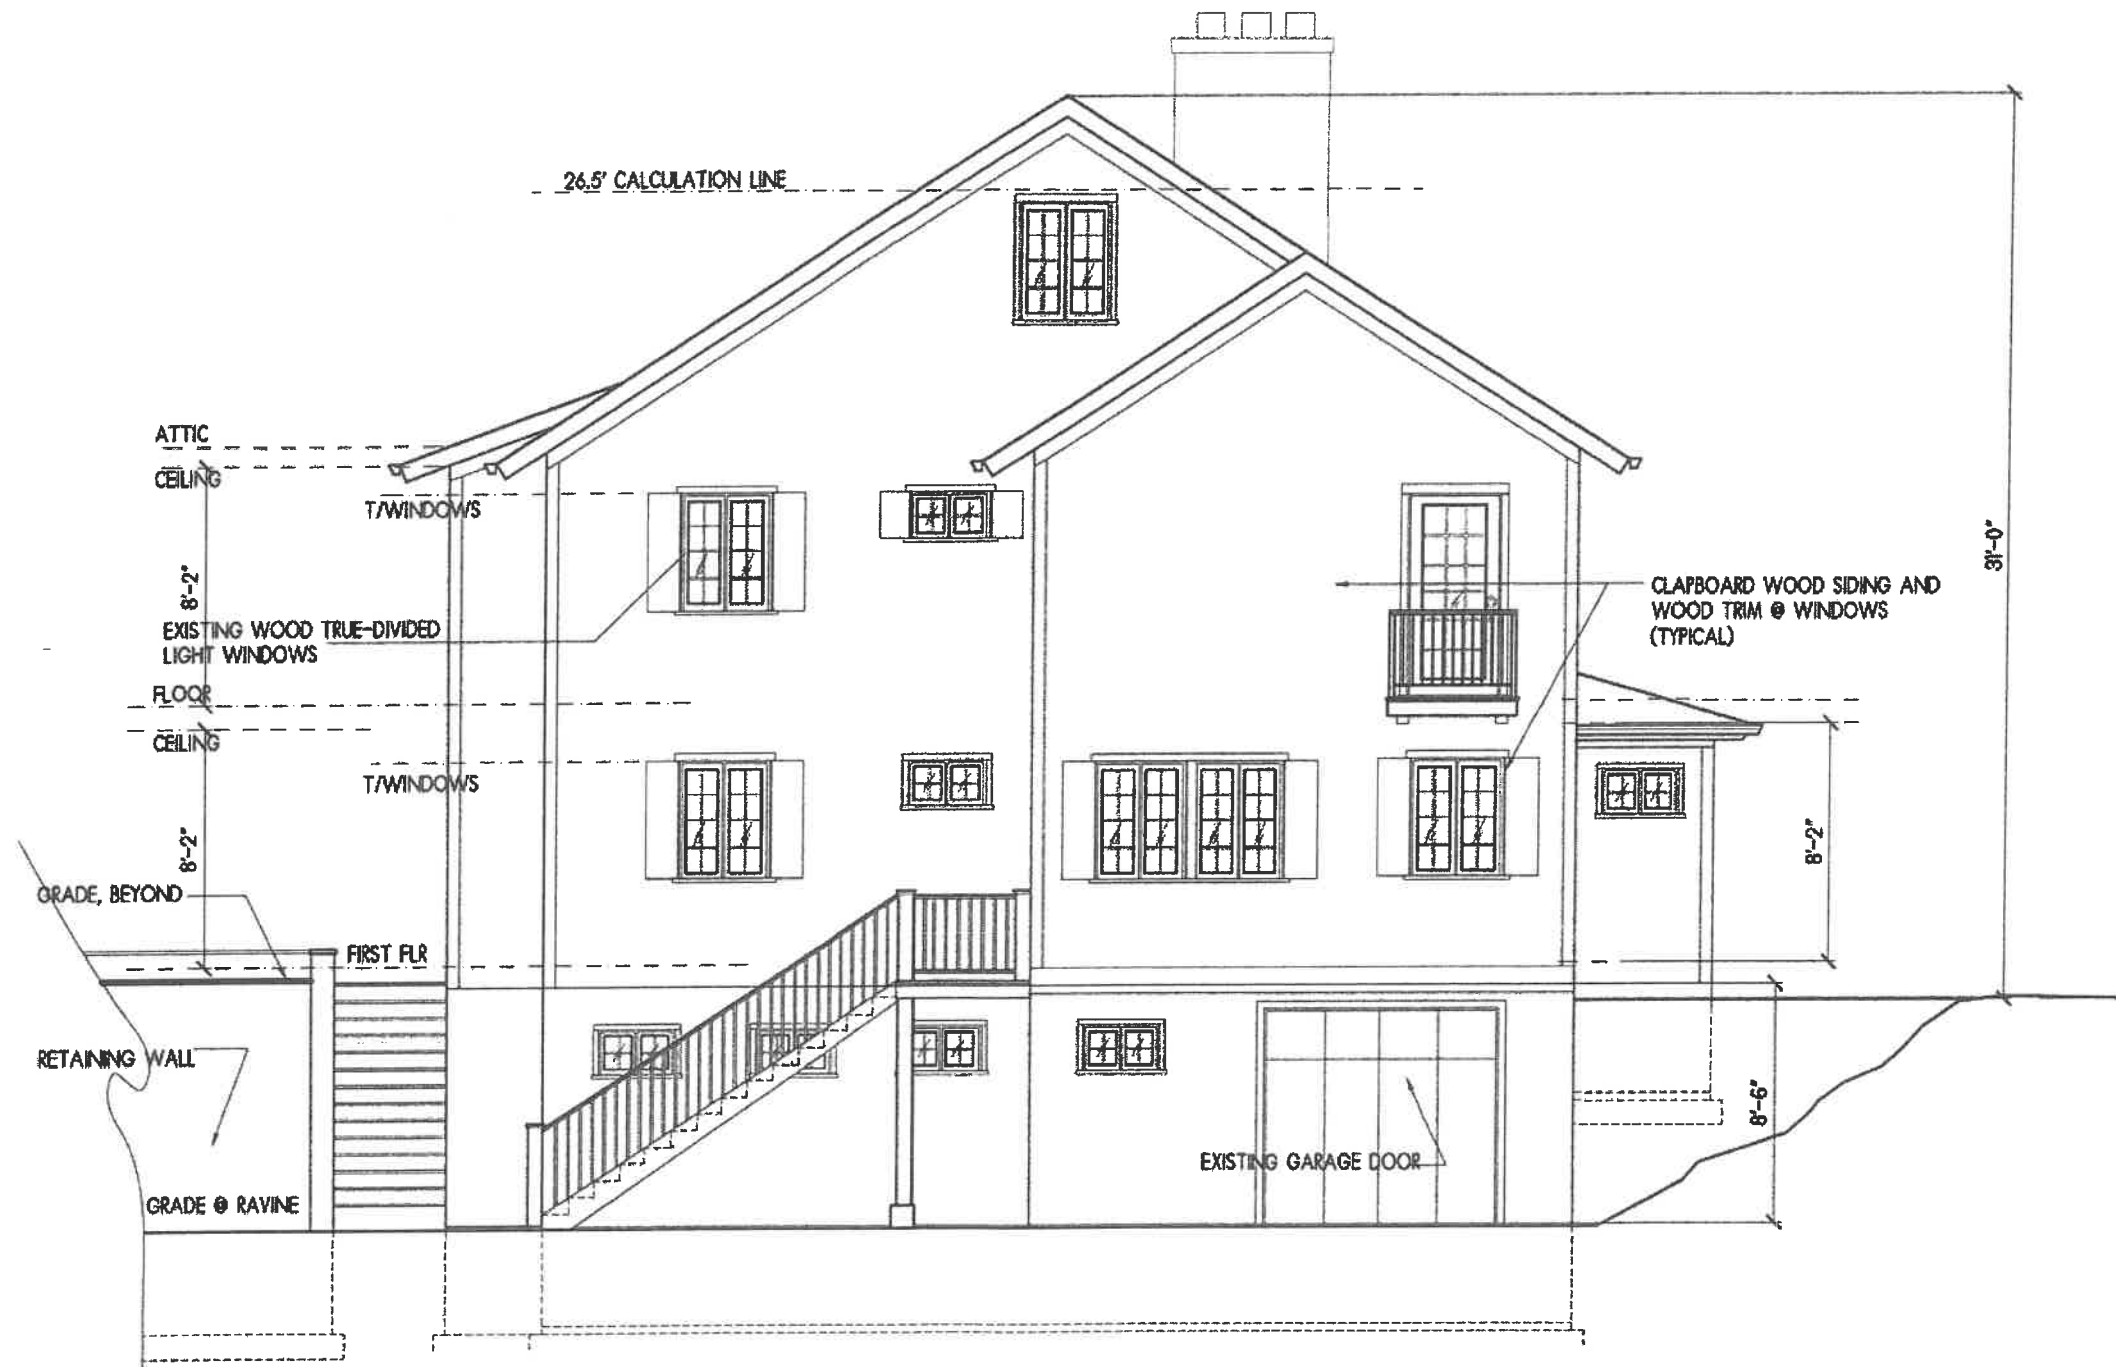 26.5' CALCULATION LINE
ATTIC
CEILING
T/WINDOWS
8'-2"
EXISTING WOOD TRUE-DIVIDED
LIGHT WINDOWS
FLOOR
CEILING
T/WINDOWS
8'-2"
GRADE, BEYOND
FIRST FLR
RETAINING WALL
GRADE @ RAVINE
EXISTING GARAGE DOOR
CLAPBOARD WOOD SIDING AND
WOOD TRIM @ WINDOWS
(TYPICAL)
31'-0"
8'-2"
8'-6"